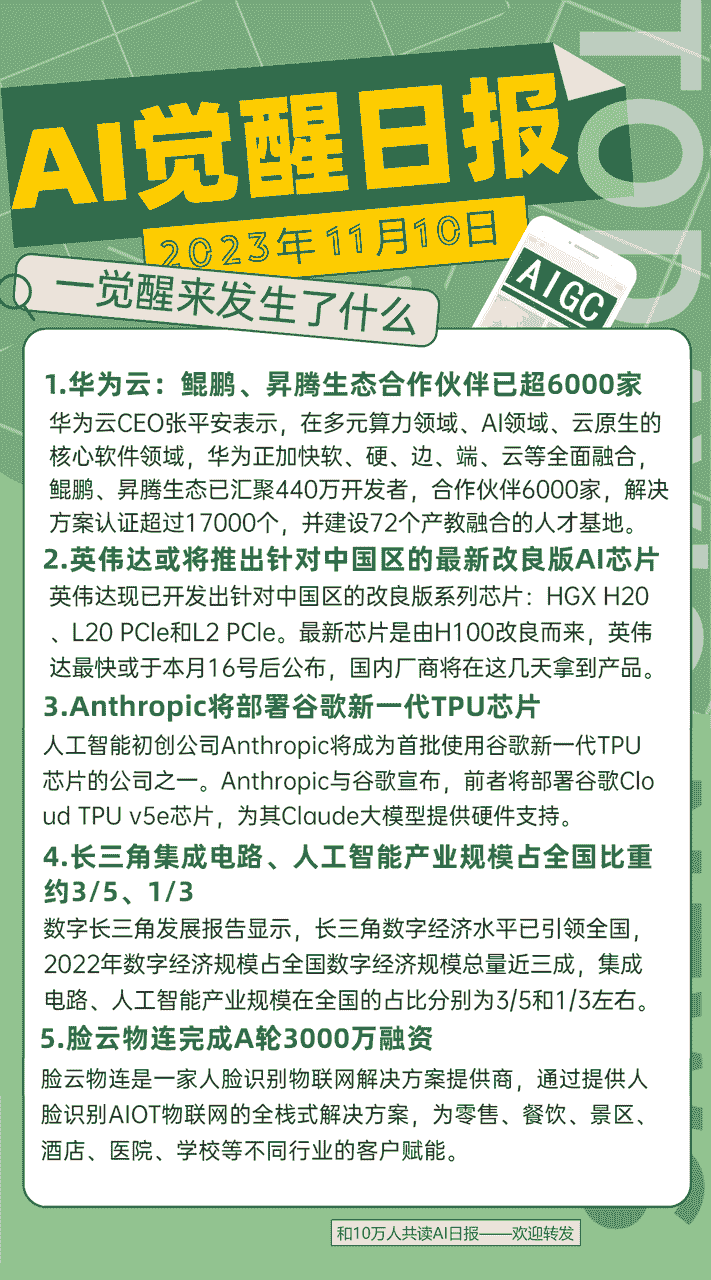 AI觉醒日报
2023年11月10日
一觉醒来发生了什么
AIGC
1.华为云：鲲鹏、昇腾生态合作伙伴已超6000家
华为云CEO张平安表示，在多元算力领域、AI领域、云原生的
核心软件领域，华为正加快软、硬、边、端、云等全面融合，
鲲鹏、昇腾生态已汇聚440万开发者，合作伙伴6000家，解决
方案认证超过17000个，并建设72个产教融合的人才基地。
2.英伟达或将推出针对中国区的最新改良版AI芯片
英伟达现已开发出针对中国区的改良版系列芯片：HGX H20
、L20 PCle和L2 PCle。最新芯片是由H100改良而来，英伟
达最快或于本月16号后公布，国内厂商将在这几天拿到产品。
3.Anthropic将部署谷歌新一代TPU芯片
人工智能初创公司Anthropic将成为首批使用谷歌新一代TPU
芯片的公司之一。Anthropic与谷歌宣布，前者将部署谷歌Clo
ud TPU v5e芯片，为其Claude大模型提供硬件支持。
4.长三角集成电路、人工智能产业规模占全国比重
约3/5、1/3
数字长三角发展报告显示，长三角数字经济水平已引领全国，
2022年数字经济规模占全国数字经济规模总量近三成，集成
电路、人工智能产业规模在全国的占比分别为3/5和1/3左右。
5.脸云物连完成A轮3000万融资
脸云物连是一家人脸识别物联网解决方案提供商，通过提供人
脸识别AIOT物联网的全栈式解决方案，为零售、餐饮、景区、
酒店、医院、学校等不同行业的客户赋能。
和10万人共读AI日报——欢迎转发